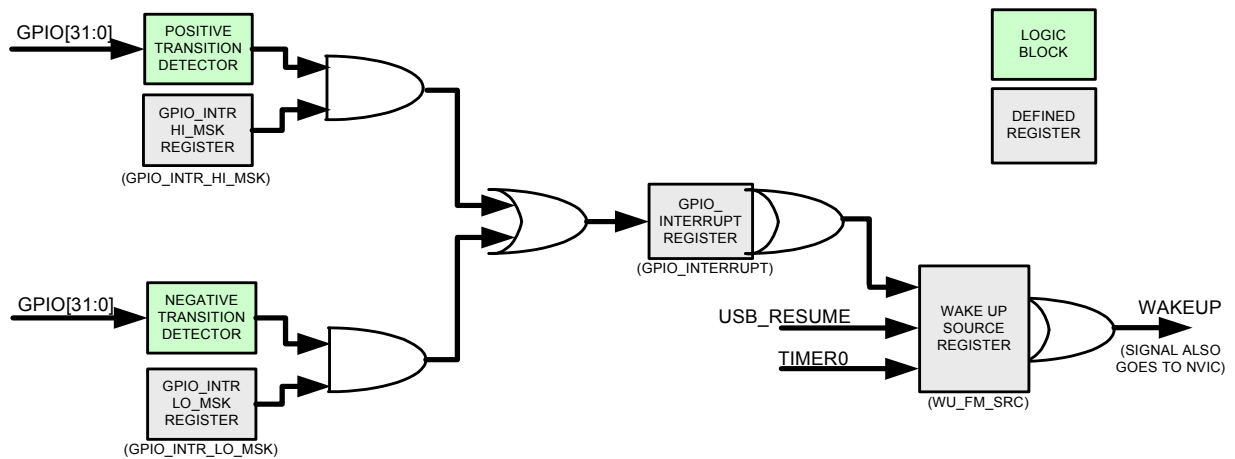 GPIO[31:0]
POSITIVE
TRANSITION
DETECTOR
GPIO_INTR
HI_MSK
REGISTER
(GPIO_INTR_HI_MSK)
LOGIC
BLOCK
DEFINED
REGISTER
GPIO_
INTERRUPT
REGISTER
(GPIO_INTERRUPT)
GPIO[31:0]
NEGATIVE
TRANSITION
DETECTOR
GPIO_INTR
LO_MSK
REGISTER
(GPIO_INTR_LO_MSK)
USB_RESUME
TIMER0
WAKE UP
SOURCE
REGISTER
(WU_FM_SRC)
WAKEUP
(SIGNAL ALSO
GOES TO NVIC)